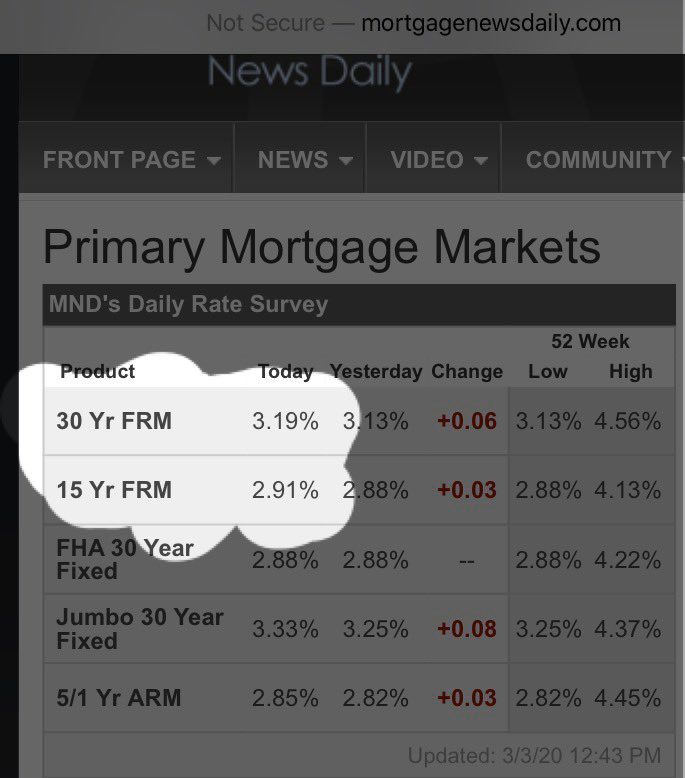 Not Secure — mortgagenewsdaily.com
News Daily
FRONT PAGE NEWS VIDEO COMMUNITY
Primary Mortgage Markets
MND's Daily Rate Survey
52 Week
Product Today Yesterday Change Low High
30 Yr FRM 3.19% 3.13% +0.06 3.13% 4.56%
15 Yr FRM 2.91% 2.88% +0.03 2.88% 4.13%
FHA 30 Year
Fixed 2.88% 2.88% -- 2.88% 4.22%
Jumbo 30 Year
Fixed 3.33% 3.25% +0.08 3.25% 4.37%
5/1 Yr ARM 2.85% 2.82% +0.03 2.82% 4.45%
Updated: 3/3/20 12:43 PM